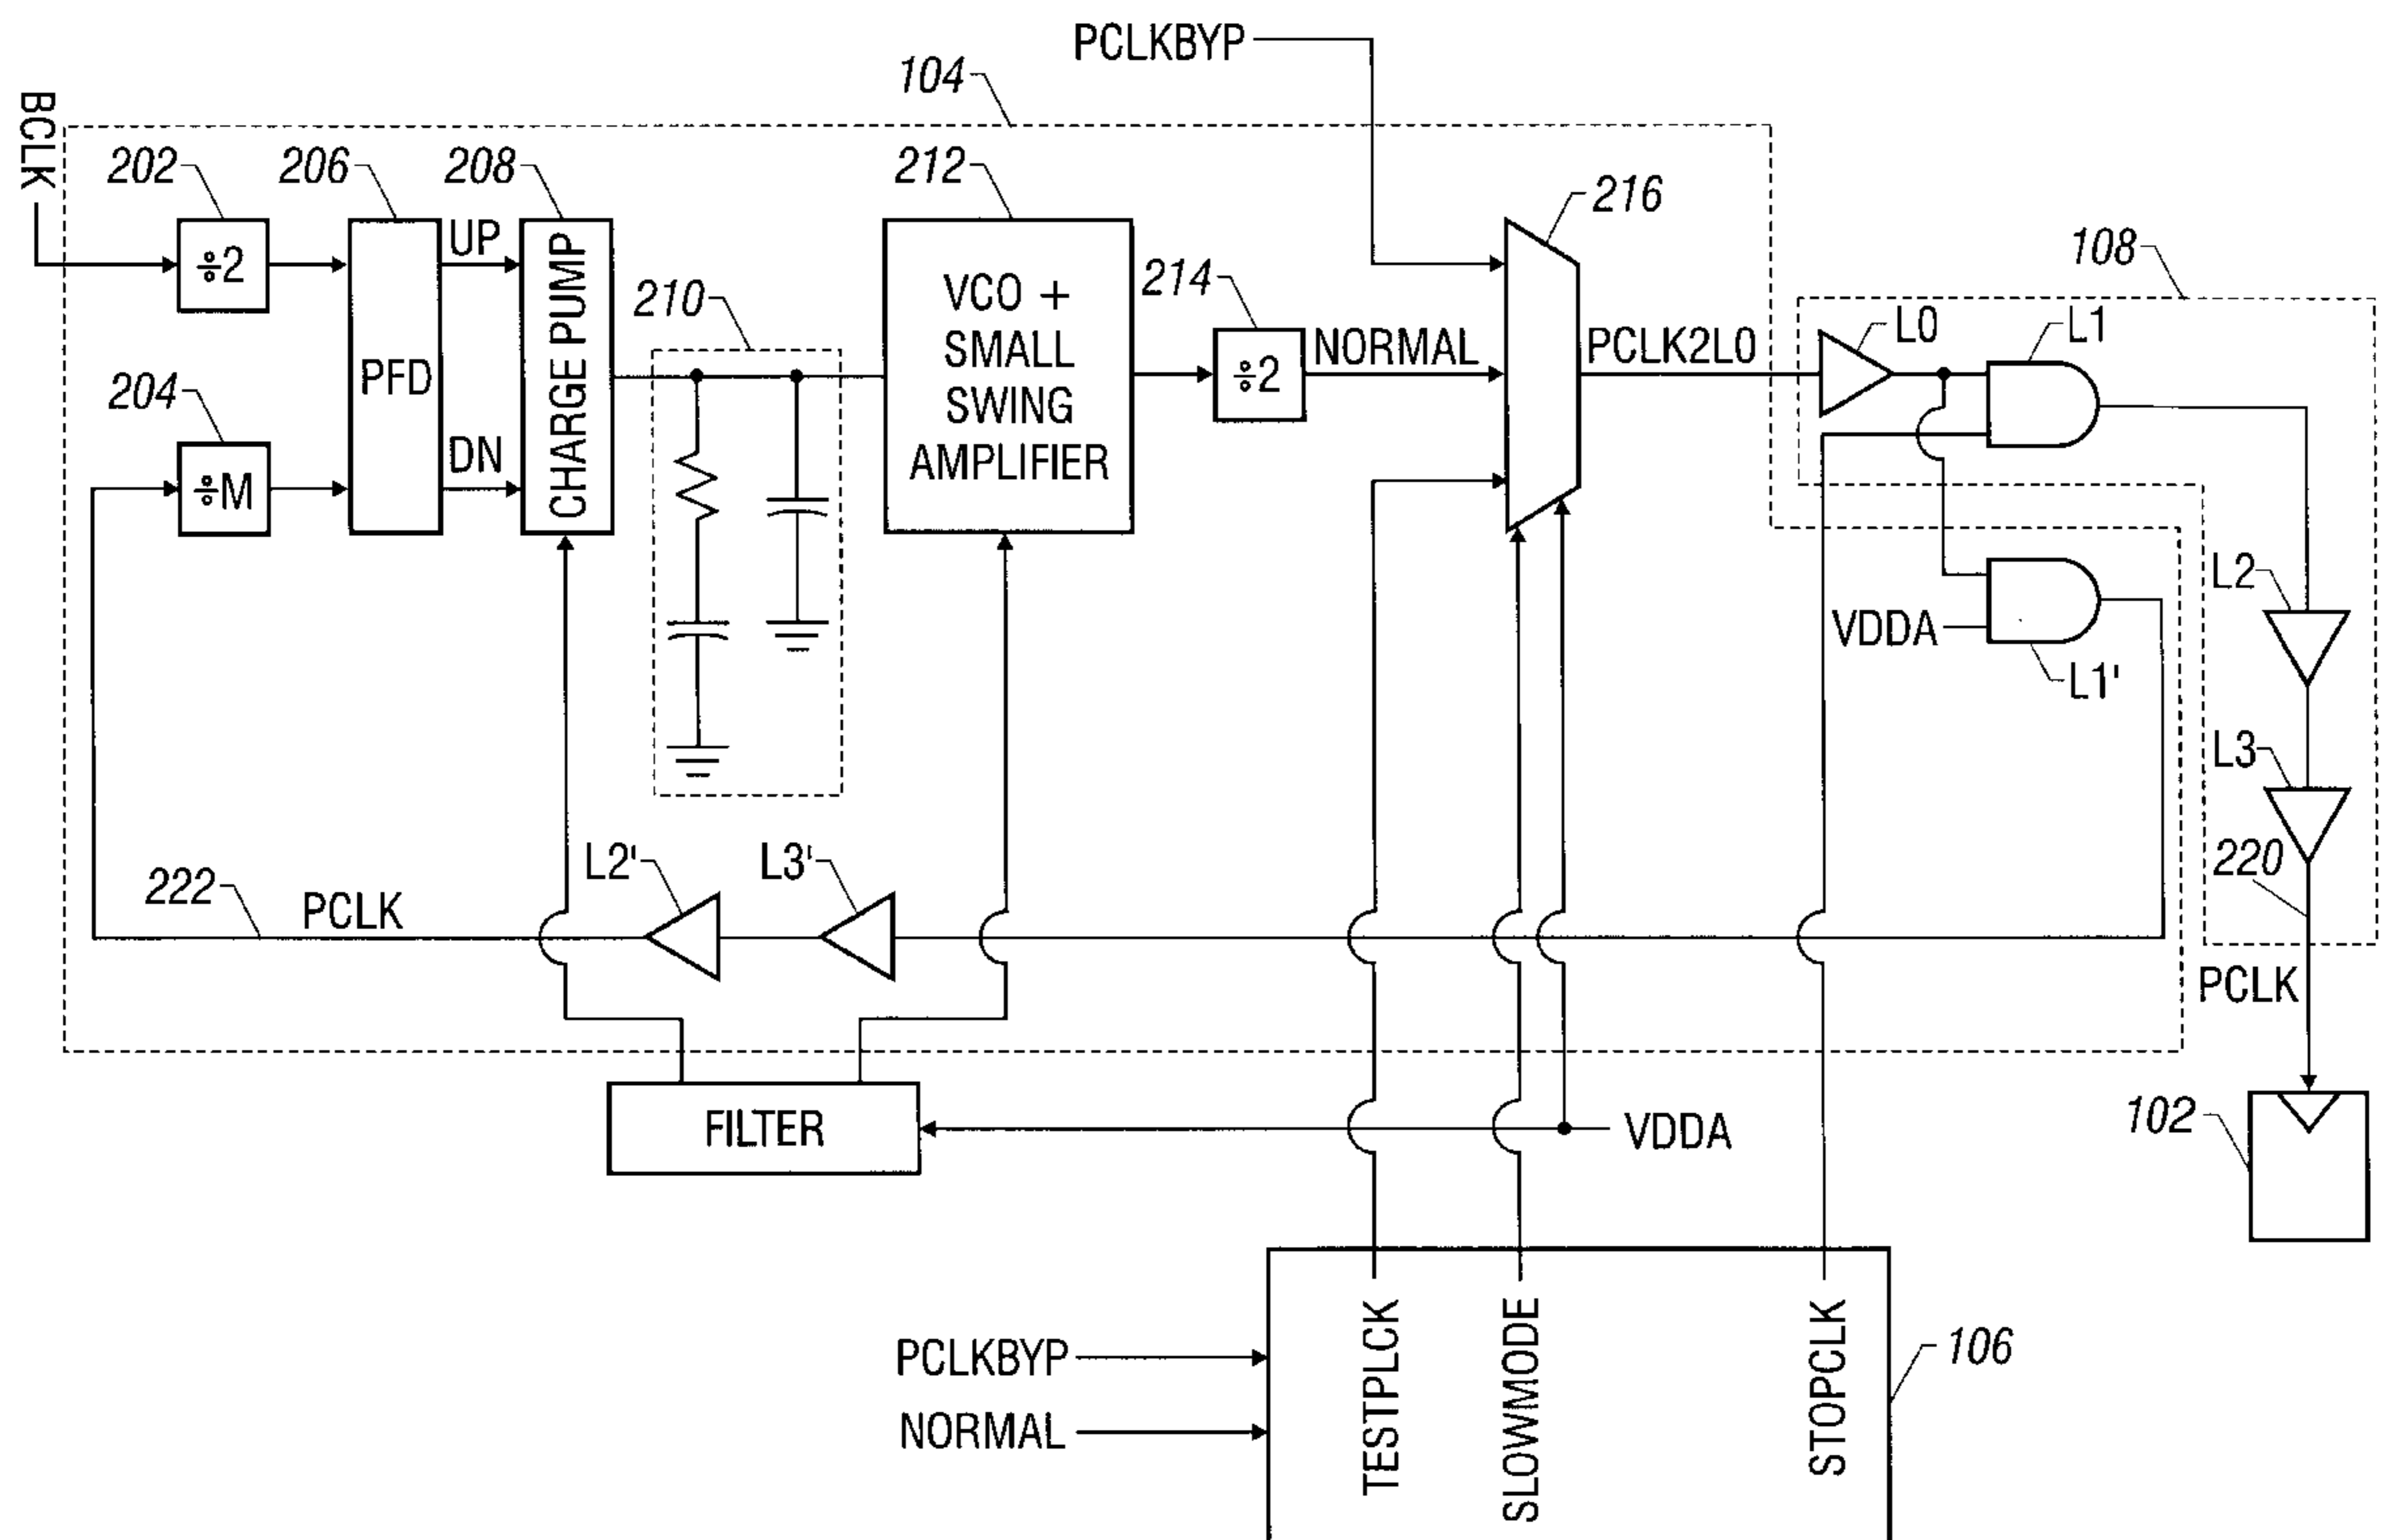 PCLKBYP
104
BCLK
202
206
208
212
216
÷2
UP
108
PFD
CHARGE PUMP
210
VCO +
SMALL
SWING
AMPLIFIER
214
÷2
NORMAL
PCLK2L0
L0
L1
204
÷M
DN
L2
VDDA
L1'
L3
220
L2'
L3'
222
PCLK
PCLK
FILTER
VDDA
102
PCLKBYP
NORMAL
TESTPLCK
SLOWMODE
STOPCLK
106